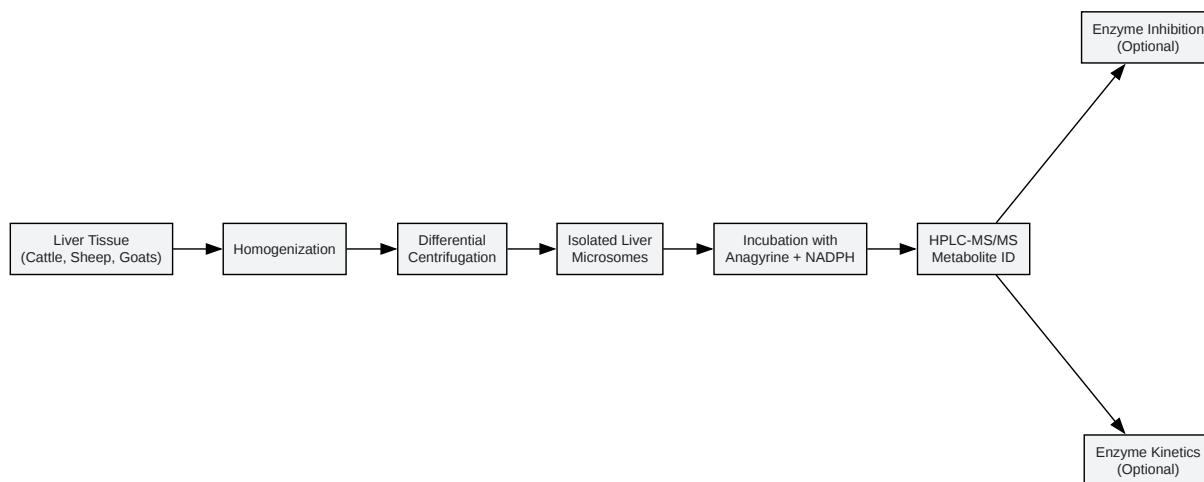 Enzyme Inhibition
(Optional)
Liver Tissue
(Cattle, Sheep, Goats)
Homogenization
Differential
Centrifugation
Isolated Liver
Microsomes
Incubation with
Anagyrine + NADPH
HPLC-MS/MS
Metabolite ID
Enzyme Kinetics
(Optional)